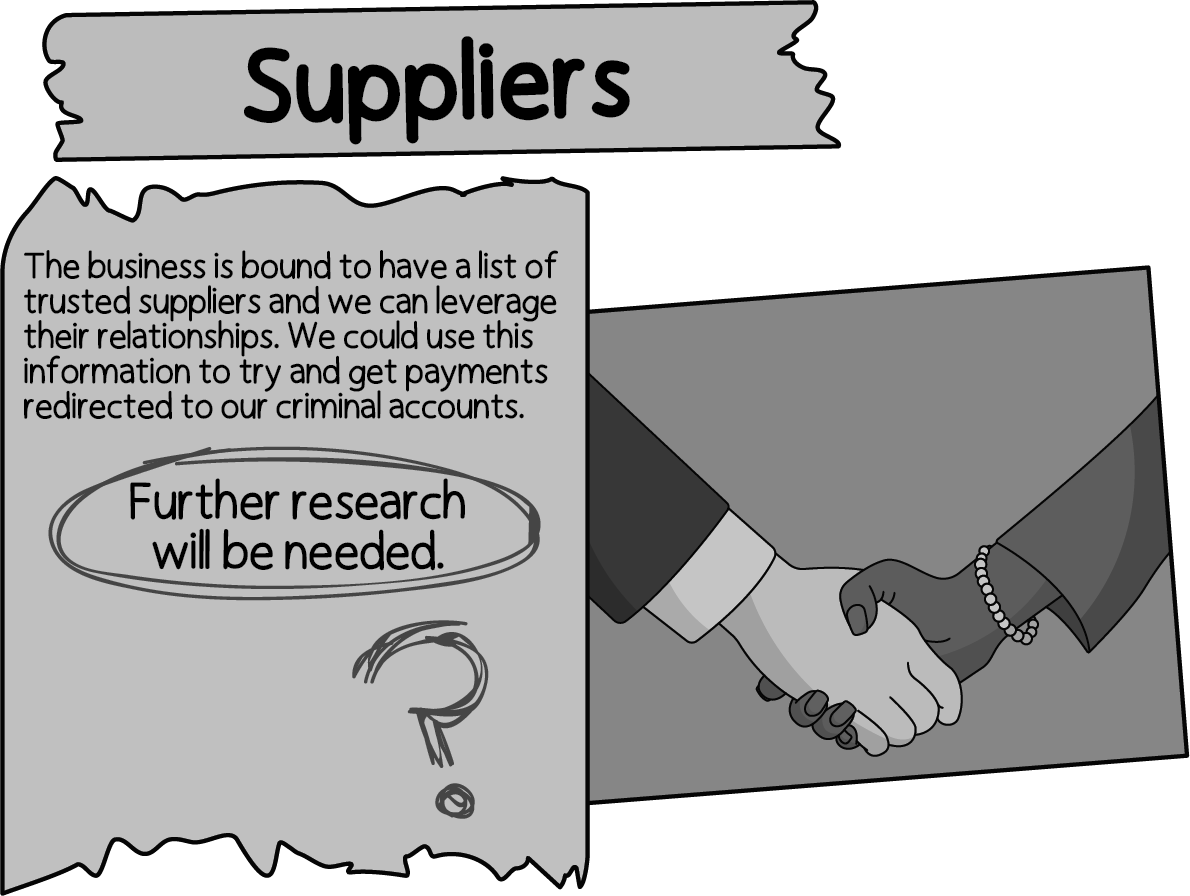 Suppliers
The business is bound to have a list of
trusted suppliers and we can leverage
their relationships. We could use this
information to try and get payments
redirected to our criminal accounts.
Further research
will be needed.
?